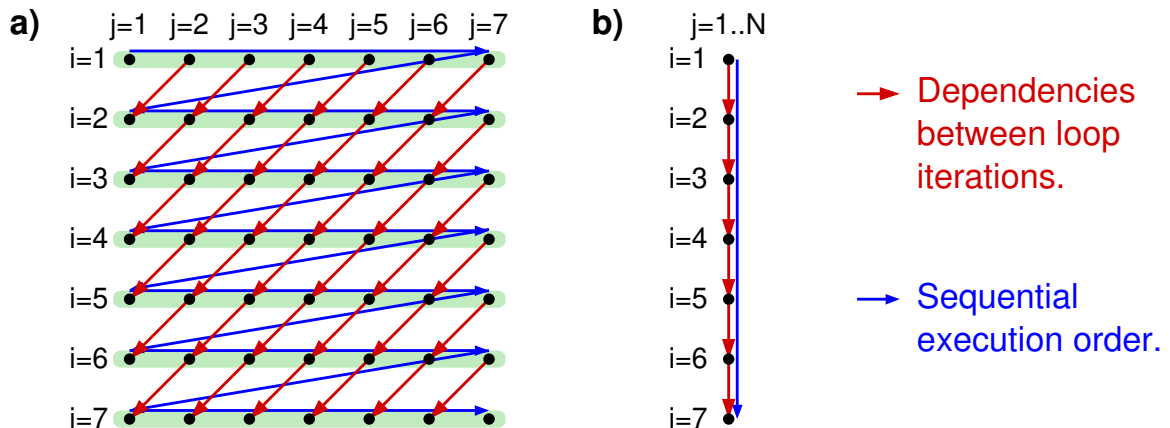 a)
j=1 j=2 j=3 j=4 j=5 j=6 j=7
i=1
i=2
i=3
i=4
i=5
i=6
i=7
b)
j=1..N
i=1
i=2
i=3
i=4
i=5
i=6
i=7
Dependencies
between loop
iterations.
Sequential
execution order.